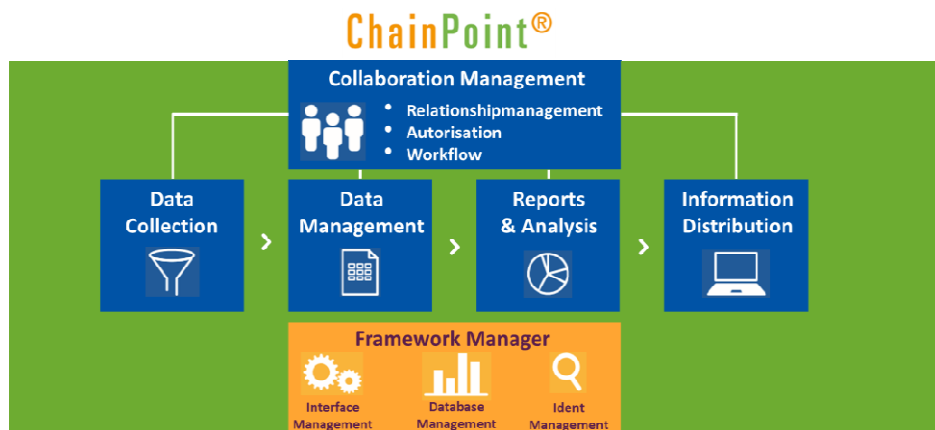 ChainPoint®
Collaboration Management
• Relationshipmanagement
• Autorisation
• Workflow
Data
Collection
>
Data
Management
>
Reports
& Analysis
>
Information
Distribution
Framework Manager
Interface
Management
Database
Management
Ident
Management